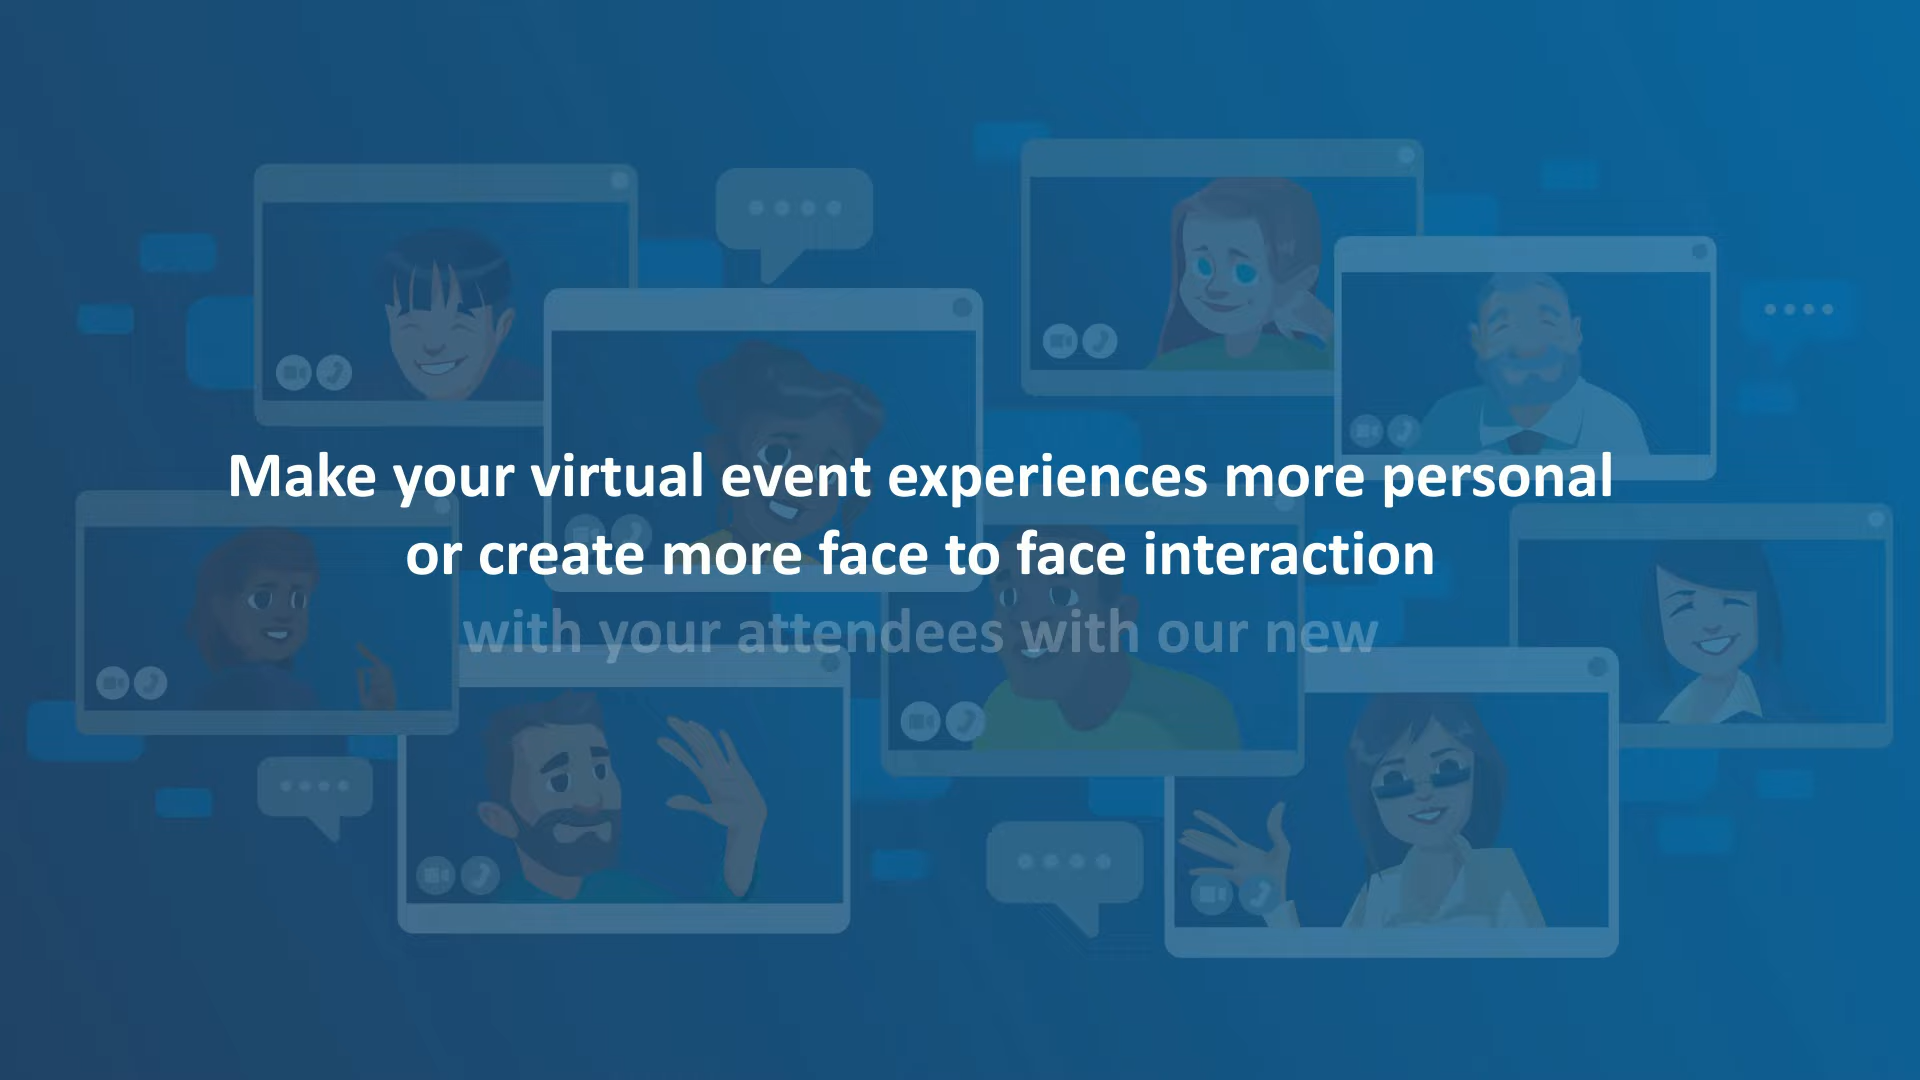 Make your virtual event experiences more personal
or create more face to face interaction
with your attendees with our new